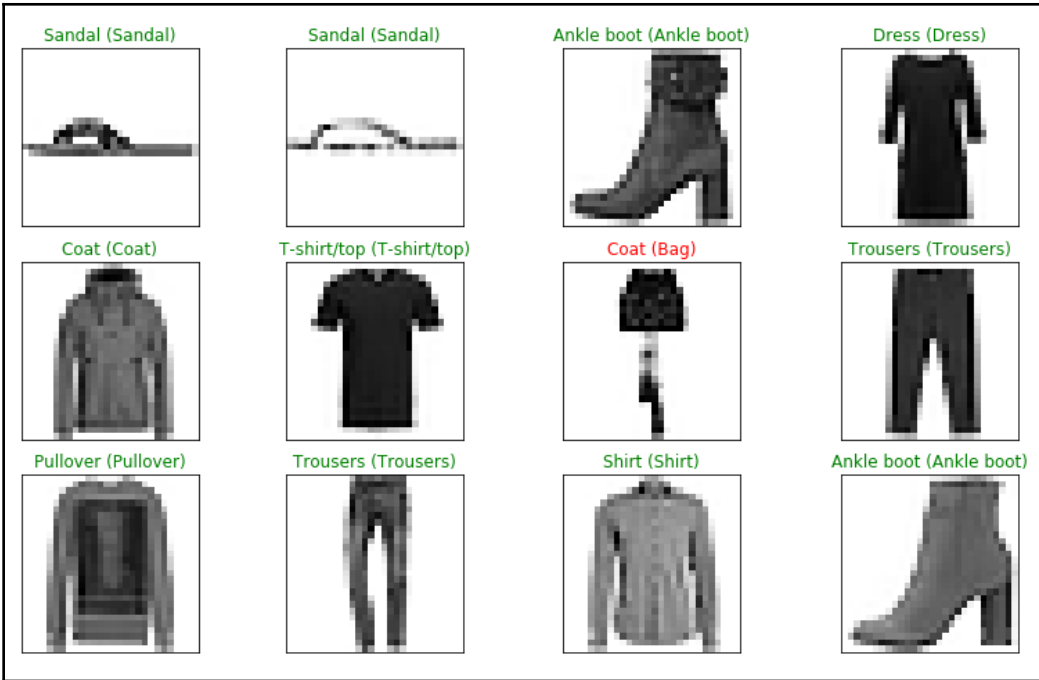 Sandal (Sandal)
Sandal (Sandal)
Ankle boot (Ankle boot)
Dress (Dress)
Coat (Coat)
T-shirt/top (T-shirt/top)
Coat (Bag)
Trousers (Trousers)
Pullover (Pullover)
Trousers (Trousers)
Shirt (Shirt)
Ankle boot (Ankle boot)